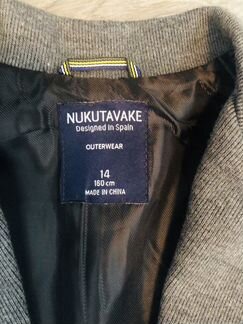 NUKUTAVAKE
Designed in Spain
OUTERWEAR
14
160 cm
MADE IN CHINA